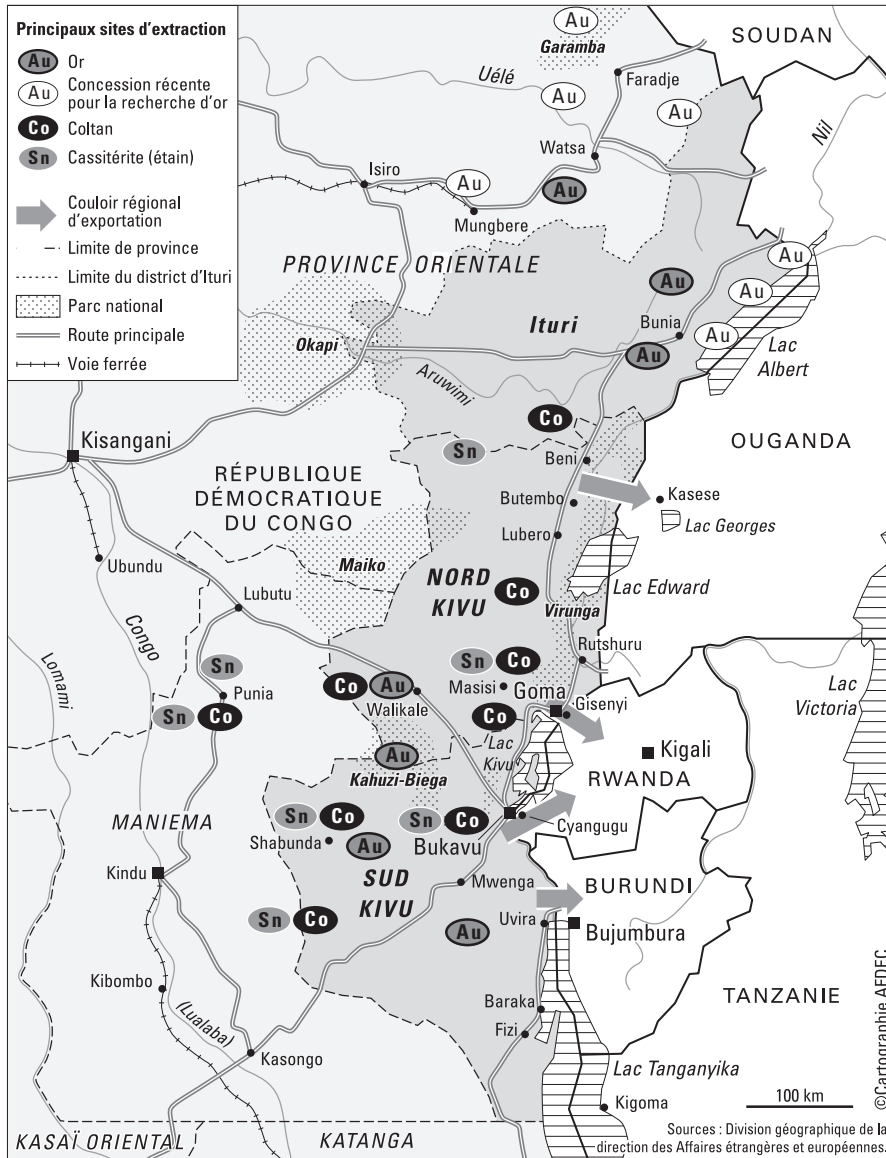 Principaux sites d'extraction
Au Or
Au Concession récente
pour la recherche d'or
Co Coltan
Sn Cassitérite (étain)
Couloir régional
d'exportation
Limite de province
Limite du district d'Ituri
Parc national
Route principale
Voie ferrée
Au
Garamba
SOUDAN
Uélé
Au
Faradje
Au
Nil
Watsa
Isiro
Au
Au
Mungbere
PROVINCE ORIENTALE
Au
Au
Au
Ituri
Bunia
Au
Okapi
Au
Lac
Albert
Aruwimi
Co
Kisangani
Sn
OUGANDA
Beni
RÉPUBLIQUE
DÉMOCRATIQUE
DU CONGO
Butembo
Kasese
Lac Georges
Lubero
Ubundu
Maiko
NORD
KIVU
Co
Lac Edward
Virunga
Lubutu
Congo
Lomami
Rutshuru
Sn
Sn Co
Masisi
Punia
Co Au
Walikale
Goma
Gisenyi
Lac
Victoria
Sn Co
Co
Lac
Kivu
Kigali
Au
Kahuzi-Biega
RWANDA
MANIEMA
Sn Co
Sn Co
Cyangugu
Shabunda
Au
Bukavu
Kindu
SUD
KIVU
Mwenga
BURUNDI
Sn Co
Au
Uvira
Bujumbura
Kibombo
(Lualaba)
Baraka
TANZANIE
Fizi
Kasongo
Lac Tanganyika
100 km
Kigoma
KASAÏ ORIENTAL
KATANGA
Sources : Division géographique de la
direction des Affaires étrangères et européennes.
©Cartographie AFDEC